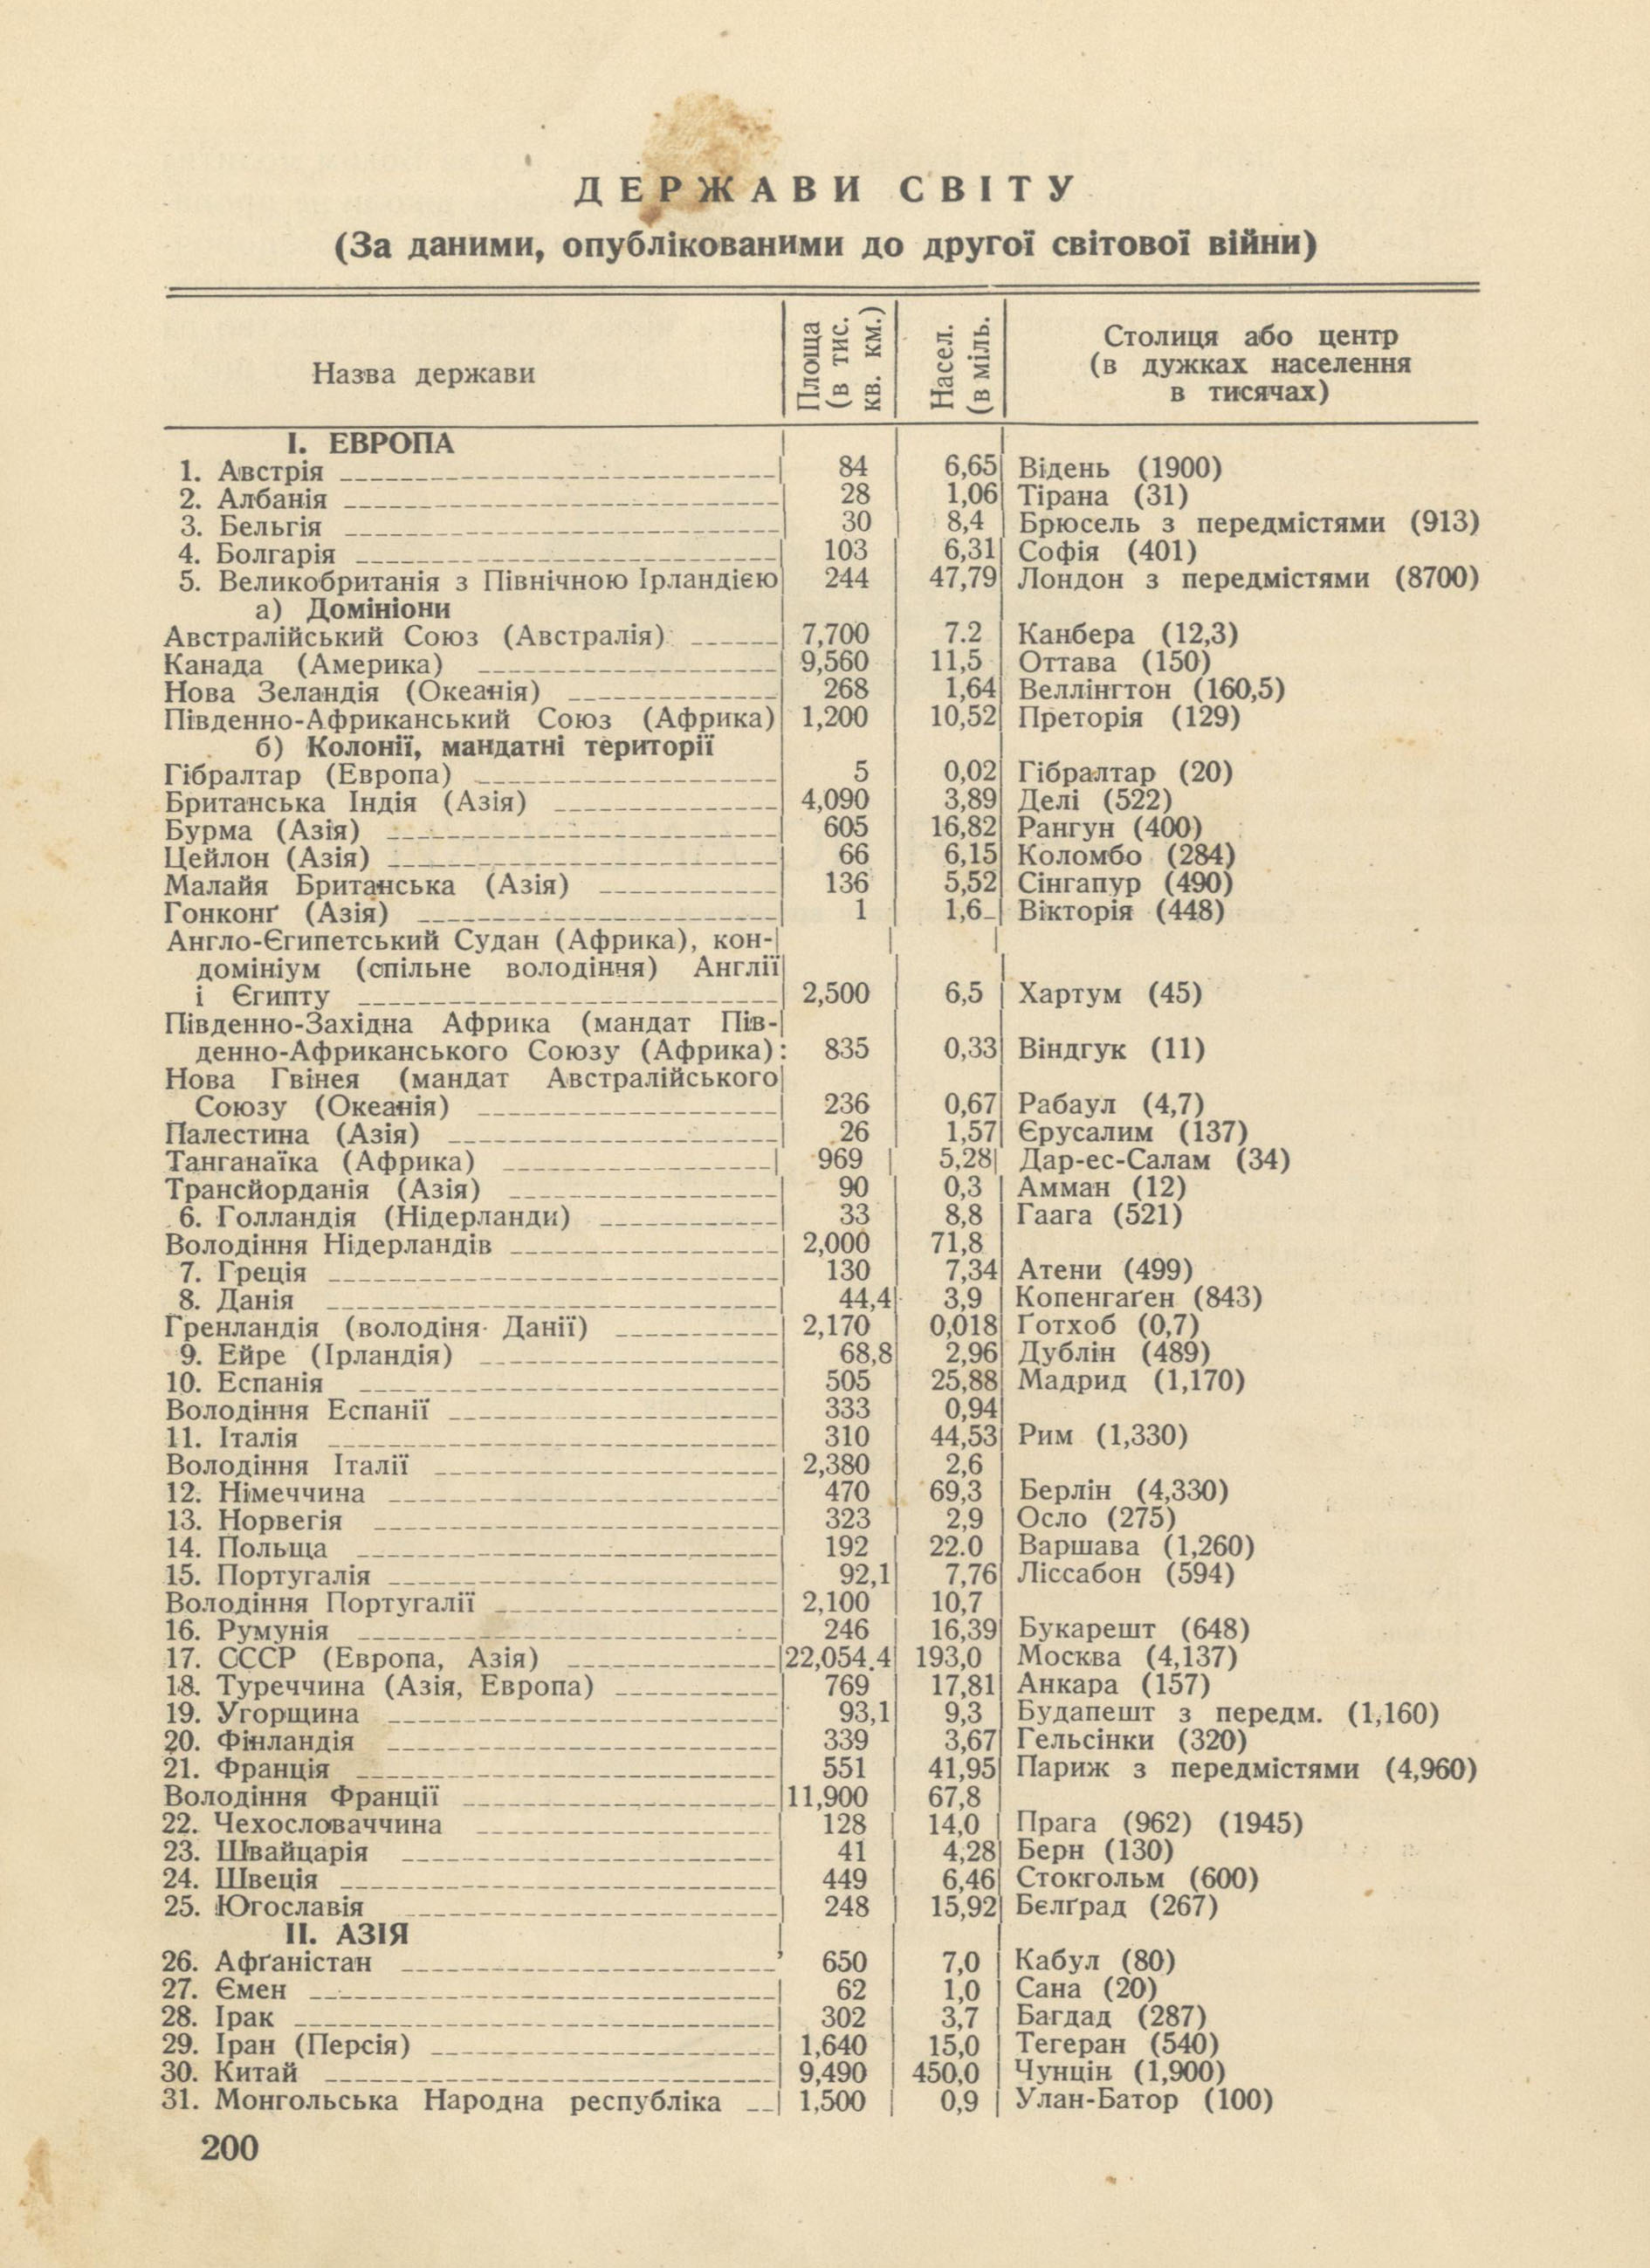 ДЕРЖАВИ СВІТУ
(За даними, опублікованими до другої світової війни)
Назва держави
Площа (в тис. кв. км.)
Насел. (в міль.)
Столиця або центр
(в дужках населення
в тисячах)
I. ЕВРОПА
1. Австрія 84 6,65 Відень (1900)
2. Албанія 28 1,06 Тірана (31)
3. Бельгія 30 8,4 Брюсель з передмістями (913)
4. Болгарія 103 6,31 Софія (401)
5. Великобританія з Північною Ірландією 244 47,79 Лондон з передмістями (8700)
а) Домініони
Австралійський Союз (Австралія) 7,700 7.2 Канбера (12,3)
Канада (Америка) 9,560 11,5 Оттава (150)
Нова Зеландія (Океанія) 268 1,64 Веллінгтон (160,5)
Південно-Африканський Союз (Африка) 1,200 10,52 Преторія (129)
б) Колонії, мандатні території
Гібралтар (Европа) 5 0,02 Гібралтар (20)
Британська Індія (Азія) 4,090 3,89 Делі (522)
Бурма (Азія) 605 16,82 Рангун (400)
Цейлон (Азія) 66 6,15 Коломбо (284)
Малайя Британська (Азія) 136 5,52 Сінгапур (490)
Гонконґ (Азія) 1 1,6 Вікторія (448)
Англо-Єгипетський Судан (Африка), кон-
домініум (спільне володіння) Англії
і Єгипту 2,500 6,5 Хартум (45)
Південно-Західна Африка (мандат Пів-
денно-Африканського Союзу (Африка): 835 0,33 Віндгук (11)
Нова Гвінея (мандат Австралійського
Союзу (Океанія) 236 0,67 Рабаул (4,7)
Палестина (Азія) 26 1,57 Єрусалим (137)
Танганаїка (Африка) 969 5,28 Дар-ес-Салам (34)
Трансйорданія (Азія) 90 0,3 Амман (12)
6. Голландія (Нідерланди) 33 8,8 Гаага (521)
Володіння Нідерландів 2,000 71,8
7. Греція 130 7,34 Атени (499)
8. Данія 44,4 3,9 Копенгаґен (843)
Гренландія (володіня Данії) 2,170 0,018 Ґотхоб (0,7)
9. Ейре (Ірландія) 68,8 2,96 Дублін (489)
10. Еспанія 505 25,88 Мадрид (1,170)
Володіння Еспанії 333 0,94
11. Італія 310 44,53 Рим (1,330)
Володіння Італії 2,380 2,6
12. Німеччина 470 69,3 Берлін (4,330)
13. Норвегія 323 2,9 Осло (275)
14. Польща 192 22.0 Варшава (1,260)
15. Португалія 92,1 7,76 Ліссабон (594)
Володіння Португалії 2,100 10,7
16. Румунія 246 16,39 Букарешт (648)
17. СССР (Европа, Азія) 22,054.4 193,0 Москва (4,137)
18. Туреччина (Азія, Европа) 769 17,81 Анкара (157)
19. Угорщина 93,1 9,3 Будапешт з передм. (1,160)
20. Фінландія 339 3,67 Гельсінки (320)
21. Франція 551 41,95 Париж з передмістями (4,960)
Володіння Франції 11,900 67,8
22. Чехословаччина 128 14,0 Прага (962) (1945)
23. Швайцарія 41 4,28 Берн (130)
24. Швеція 449 6,46 Стокгольм (600)
25. Югославія 248 15,92 Бєлґрад (267)
II. АЗІЯ
26. Афґаністан 650 7,0 Кабул (80)
27. Ємен 62 1,0 Сана (20)
28. Ірак 302 3,7 Багдад (287)
29. Іран (Персія) 1,640 15,0 Тегеран (540)
30. Китай 9,490 450,0 Чунцін (1,900)
31. Монгольська Народна республіка 1,500 0,9 Улан-Батор (100)
200